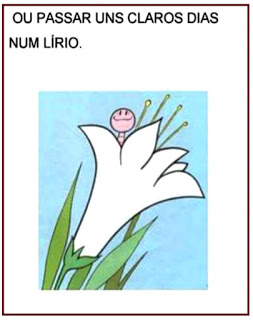 OU PASSAR UNS CLAROS DIAS
NUM LÍRIO.